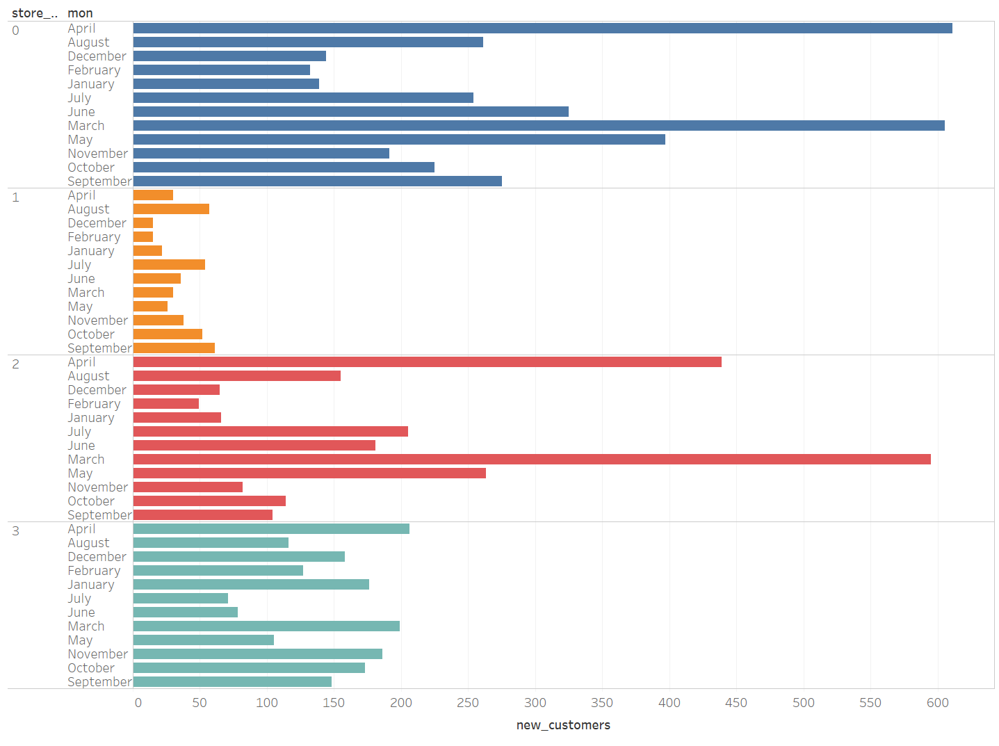 store_.. mon
0 April
August
December
February
January
July
June
March
May
November
October
September
1 April
August
December
February
January
July
June
March
May
November
October
September
2 April
August
December
February
January
July
June
March
May
November
October
September
3 April
August
December
February
January
July
June
March
May
November
October
September
0 50 100 150 200 250 300 350 400 450 500 550 600
new_customers